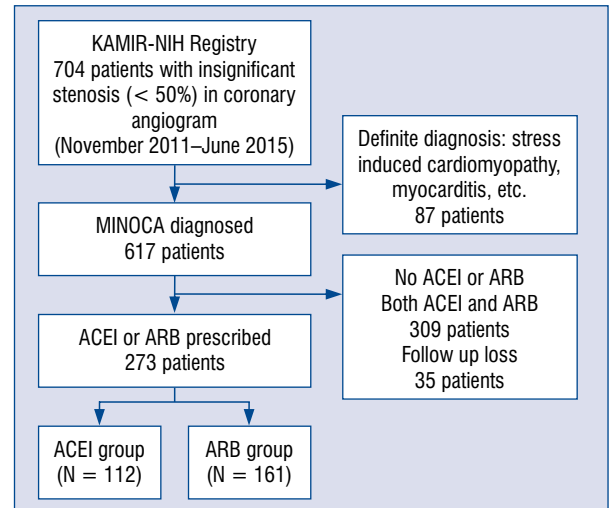 KAMIR-NIH Registry
704 patients with insignificant
stenosis (< 50%) in coronary
angiogram
(November 2011–June 2015)
Definite diagnosis: stress
induced cardiomyopathy,
myocarditis, etc.
87 patients
MINOCA diagnosed
617 patients
No ACEI or ARB
Both ACEI and ARB
309 patients
Follow up loss
35 patients
ACEI or ARB prescribed
273 patients
ACEI group
(N = 112)
ARB group
(N = 161)